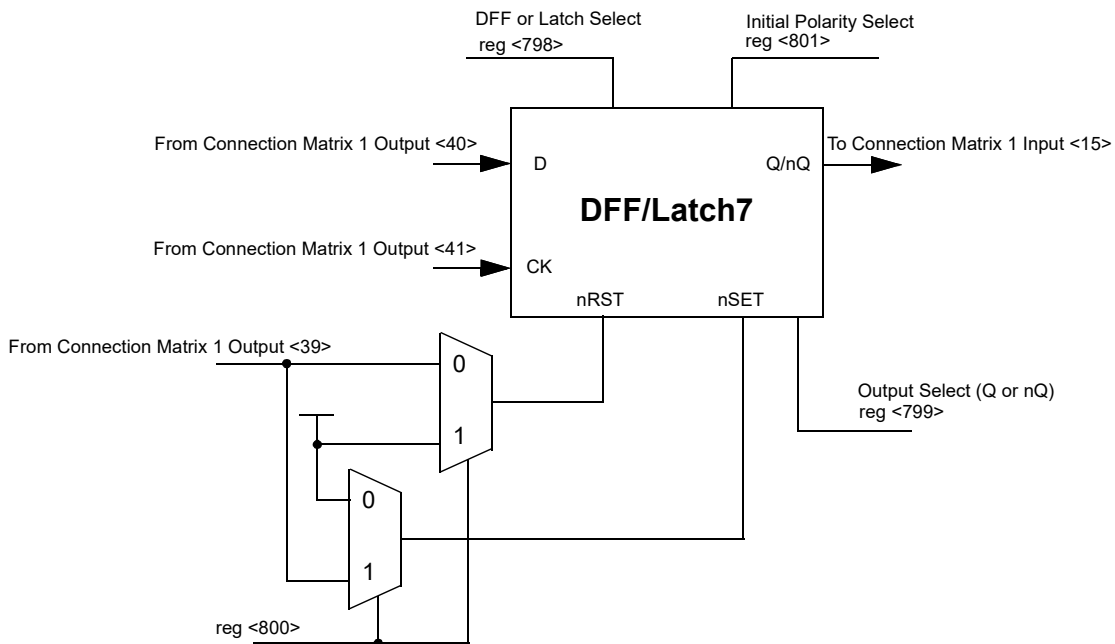 DFF or Latch Select
reg <798>
Initial Polarity Select
reg <801>
From Connection Matrix 1 Output <40>
D
Q/nQ
To Connection Matrix 1 Input <15>
DFF/Latch7
From Connection Matrix 1 Output <41>
CK
nRST
nSET
From Connection Matrix 1 Output <39>
0
1
Output Select (Q or nQ)
reg <799>
0
1
reg <800>